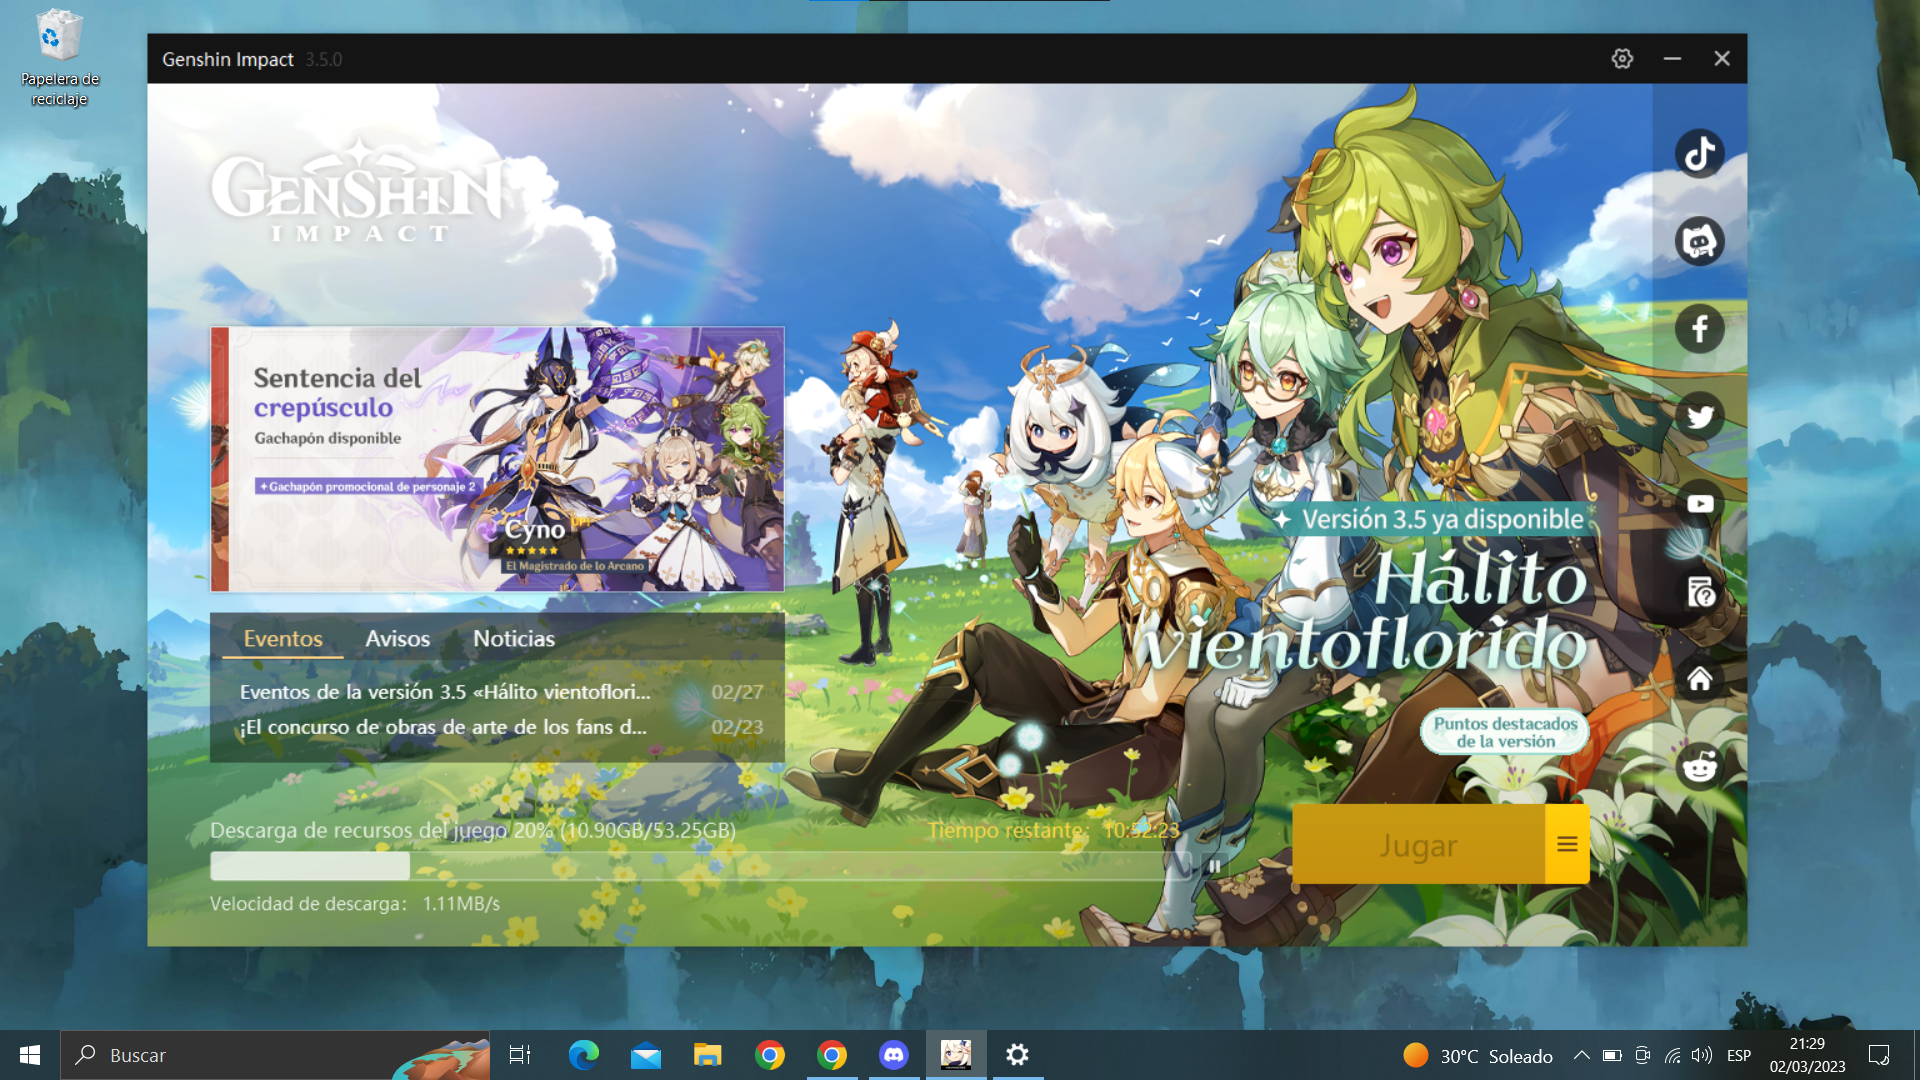 Papelera de
reciclaje
Genshin Impact 3.5.0
GENSHIN
IMPACT
Sentencia del
crepúsculo
Gachapón disponible
Gachapón promocional de personaje 2
Cyno
El Magistrado de lo Arcano
Versión 3.5 ya disponible
Hálito
vientoflorido
Puntos destacados
de la versión
Eventos Avisos Noticias
Eventos de la versión 3.5 «Hálito vientoflori... 02/27
¡El concurso de obras de arte de los fans d... 02/23
Descarga de recursos del juego 20% (10.90GB/53.25GB) Tiempo restante: 10:52:23
Velocidad de descarga: 1.11MB/s
Jugar
Buscar
30°C Soleado
ESP
21:29
02/03/2023